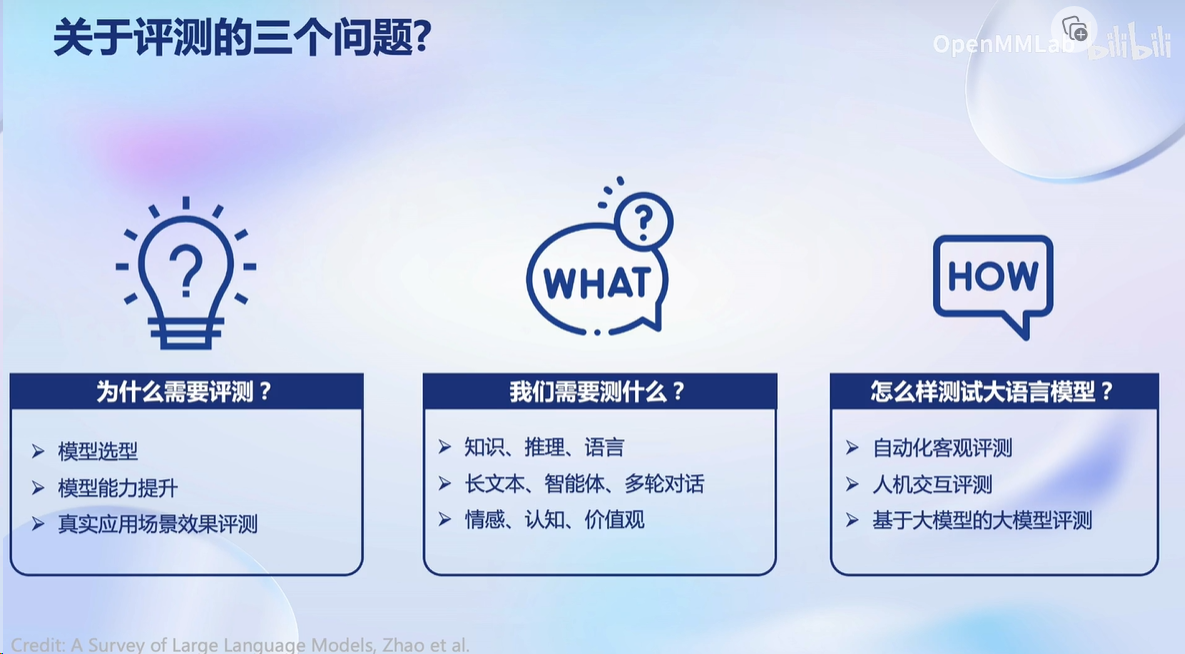 关于评测的三个问题?
OpenMMLab
bilibili
?
?
WHAT
HOW
为什么需要评测？
模型选型
模型能力提升
真实应用场景效果评测
我们需要测什么？
知识、推理、语言
长文本、智能体、多轮对话
情感、认知、价值观
怎么样测试大语言模型？
自动化客观评测
人机交互评测
基于大模型的大模型评测
Credit: A Survey of Large Language Models, Zhao et al.